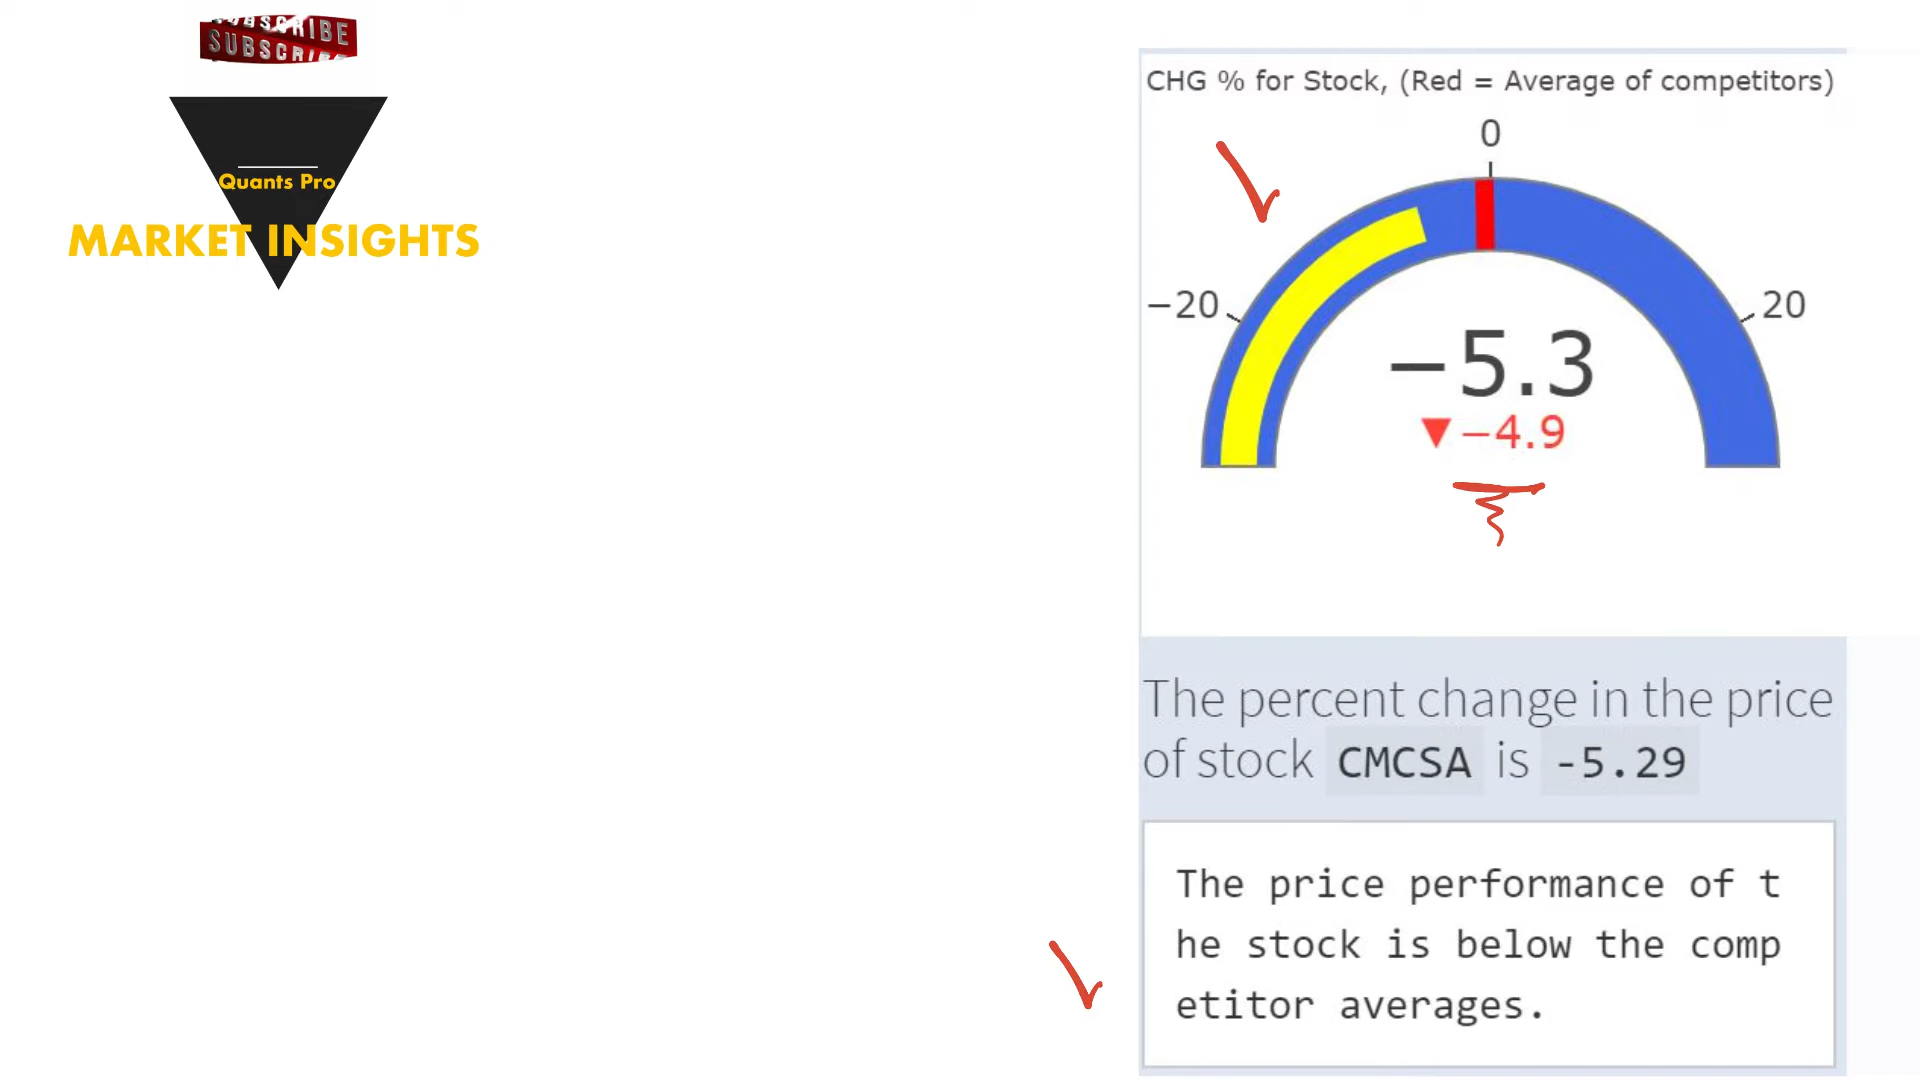 SUBSCRIBE
SUBSCRIBE
SUBSCRIBE
Quants Pro
MARKET INSIGHTS
CHG % for Stock, (Red = Average of competitors)
0
−20
20
−5.3
▼−4.9
The percent change in the price
of stock CMCSA is -5.29
The price performance of t
he stock is below the comp
etitor averages.